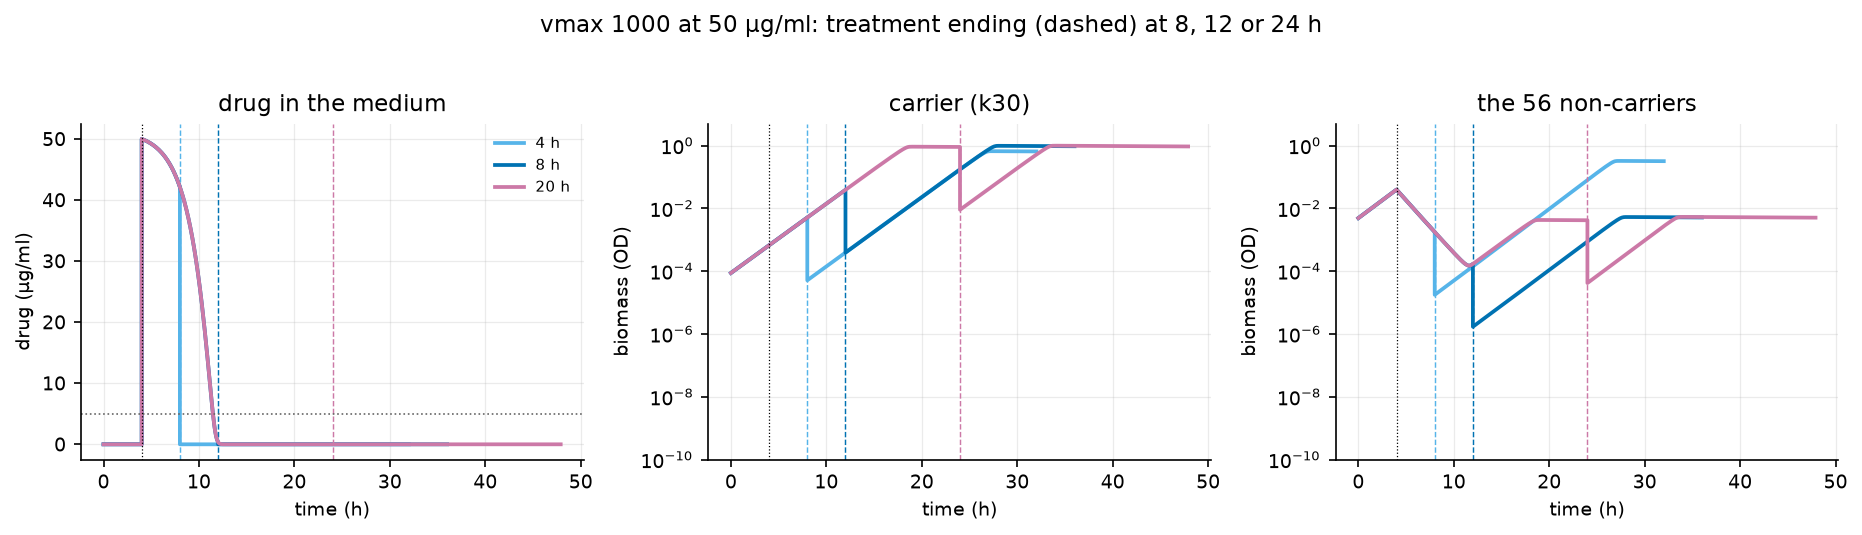 vmax 1000 at 50 µg/ml: treatment ending (dashed) at 8, 12 or 24 h
drug in the medium
drug (µg/ml)
50
40
30
20
10
0
4 h
8 h
20 h
0 10 20 30 40 50
time (h)
carrier (k30)
biomass (OD)
10⁰
10⁻²
10⁻⁴
10⁻⁶
10⁻⁸
10⁻¹⁰
0 10 20 30 40 50
time (h)
the 56 non-carriers
biomass (OD)
10⁰
10⁻²
10⁻⁴
10⁻⁶
10⁻⁸
10⁻¹⁰
0 10 20 30 40 50
time (h)